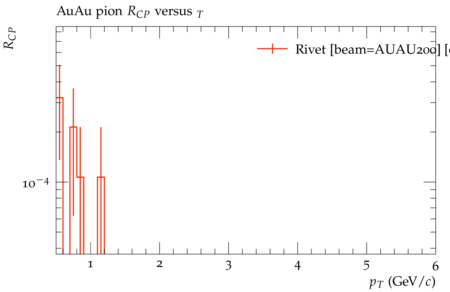 AuAu pion R_CP versus _T
R_CP
Rivet [beam=AUAU200] [
10^−4
1 2 3 4 5 6
p_T (GeV/c)